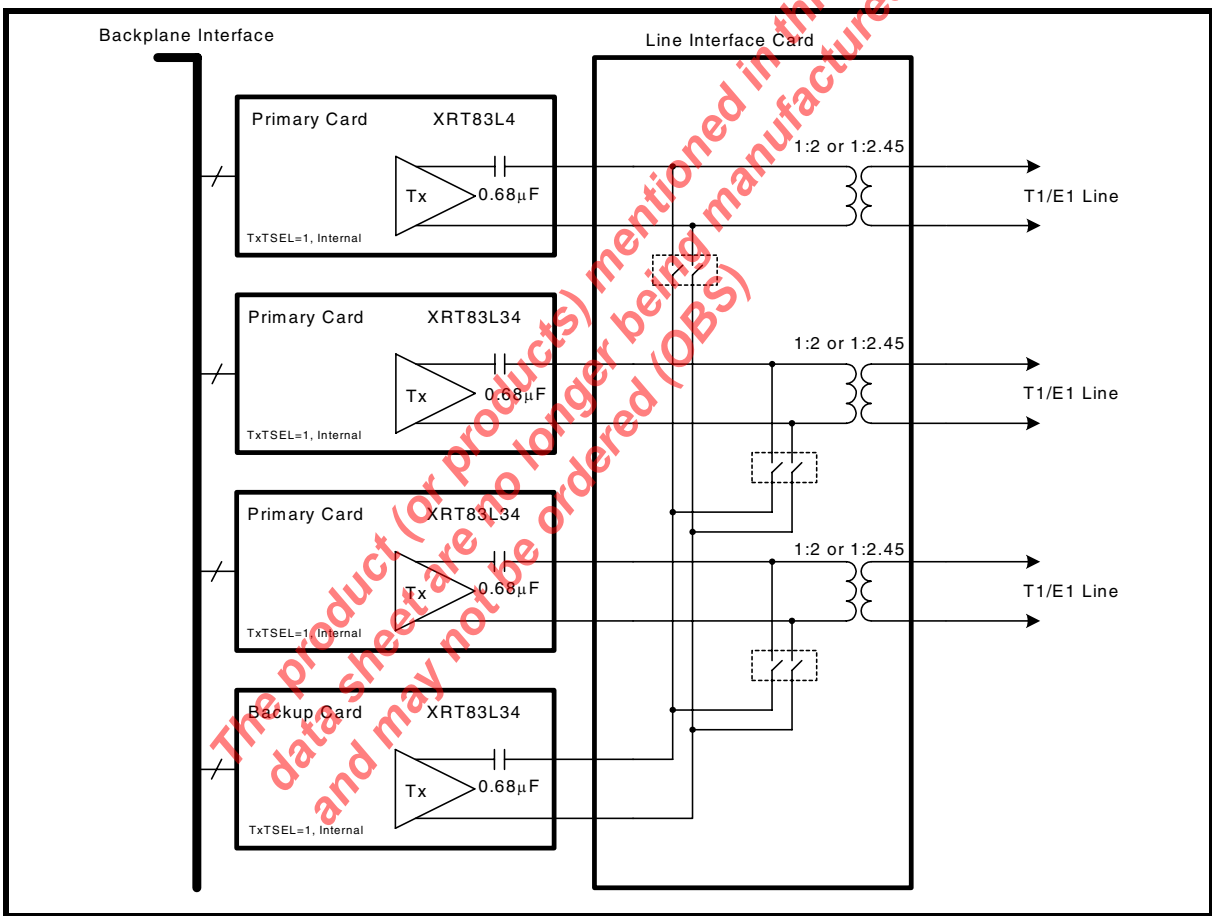 Backplane Interface
Line Interface Card
Primary Card XRT83L4
1:2 or 1:2.45
Tx
0.68μF
T1/E1 Line
TxTSEL=1, Internal
Primary Card XRT83L34
1:2 or 1:2.45
Tx
0.68μF
T1/E1 Line
TxTSEL=1, Internal
Primary Card XRT83L34
1:2 or 1:2.45
Tx
0.68μF
T1/E1 Line
TxTSEL=1, Internal
Backup Card XRT83L34
Tx
0.68μF
TxTSEL=1, Internal
The product (or products) mentioned in
data sheet are no longer being
and may not be ordered (OBS)